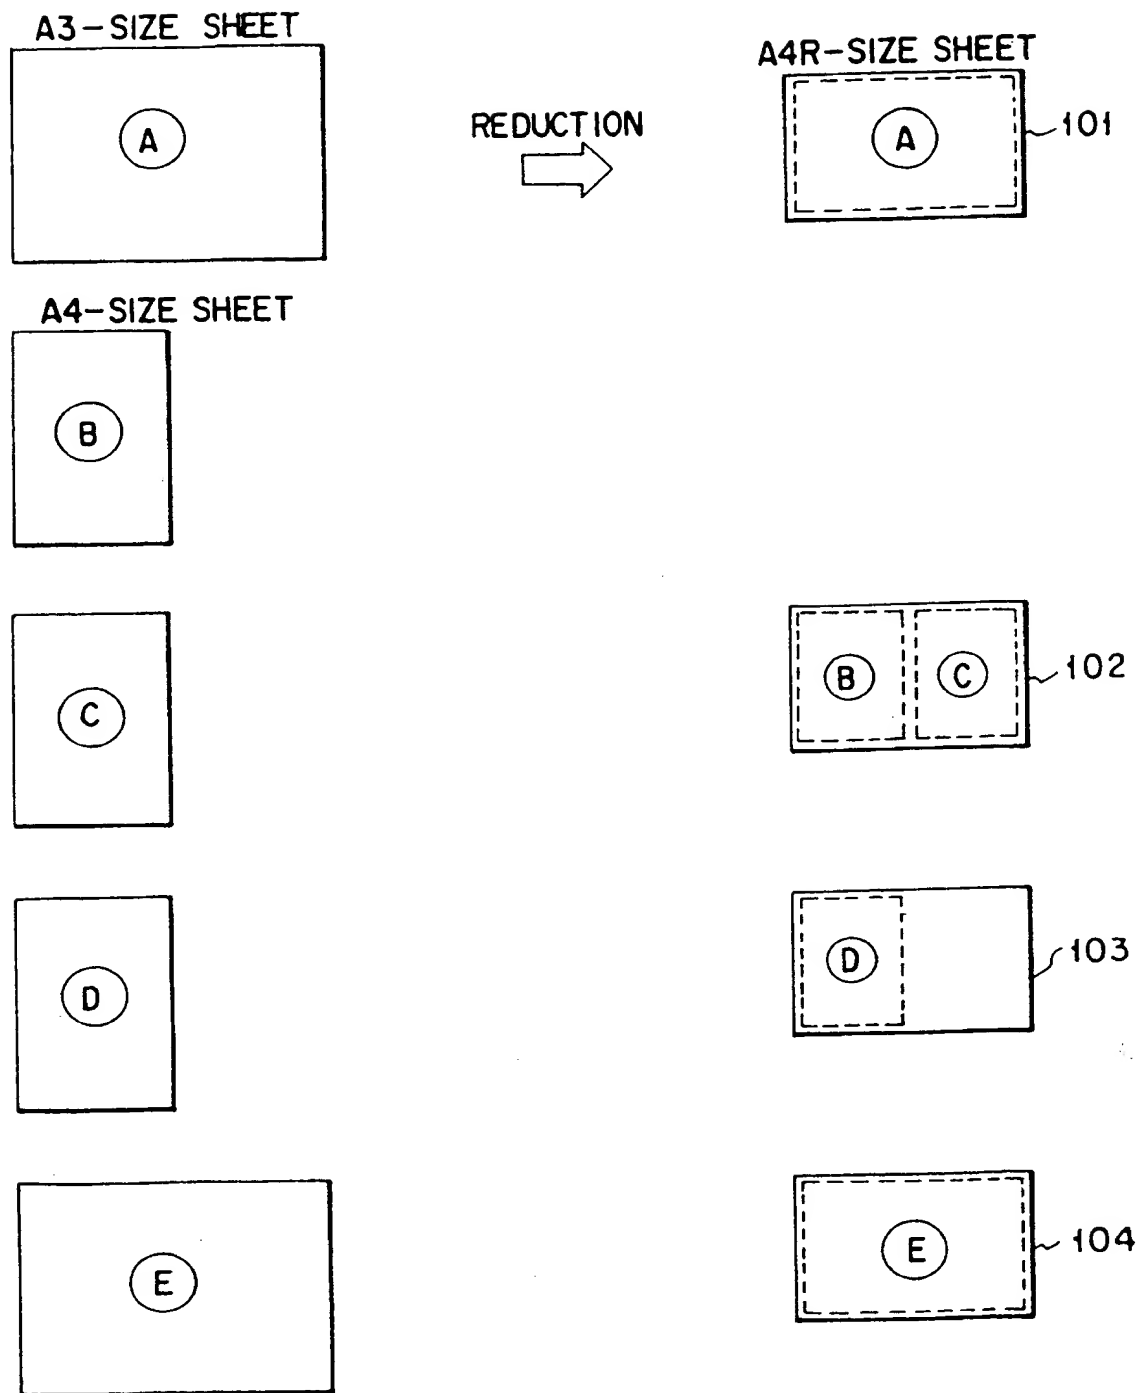 A3-SIZE SHEET
A4R-SIZE SHEET
A
REDUCTION
A
101
A4-SIZE SHEET
B
C
B
C
102
D
D
103
E
E
104